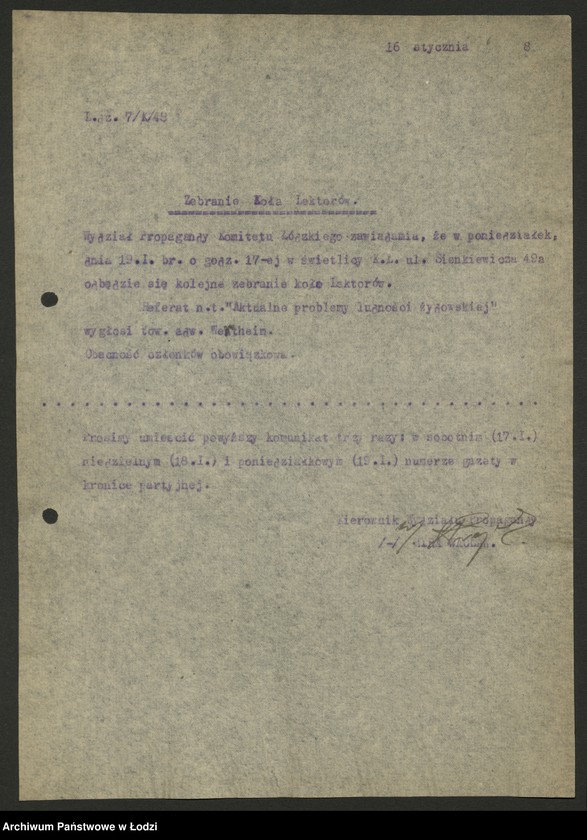 16 stycznia 8
L.dz. 7/K/48
Zebranie Koła Lektorów.
Wydział Propagandy Komitetu Łódzkiego zawiadamia, że w poniedziałek,
dnia 19.I. br. o godz. 17-ej w świetlicy K.Ł. ul. Sienkiewicza 49a
odbędzie się kolejne zebranie koła Lektorów.
Referat n.t."Aktualne problemy ludności żydowskiej"
wygłosi tow. adw. Wertheim.
Obecność członków obowiązkowa.
Prosimy umieścić powyższy komunikat trzy razy: w sobotnim (17.I.)
niedzielnym (18.I.) i poniedziałkowym (19.I.) numerze gazety w
kronice partyjnej.
Kierownik Wydziału Propagandy
Archiwum Państwowe w Łodzi